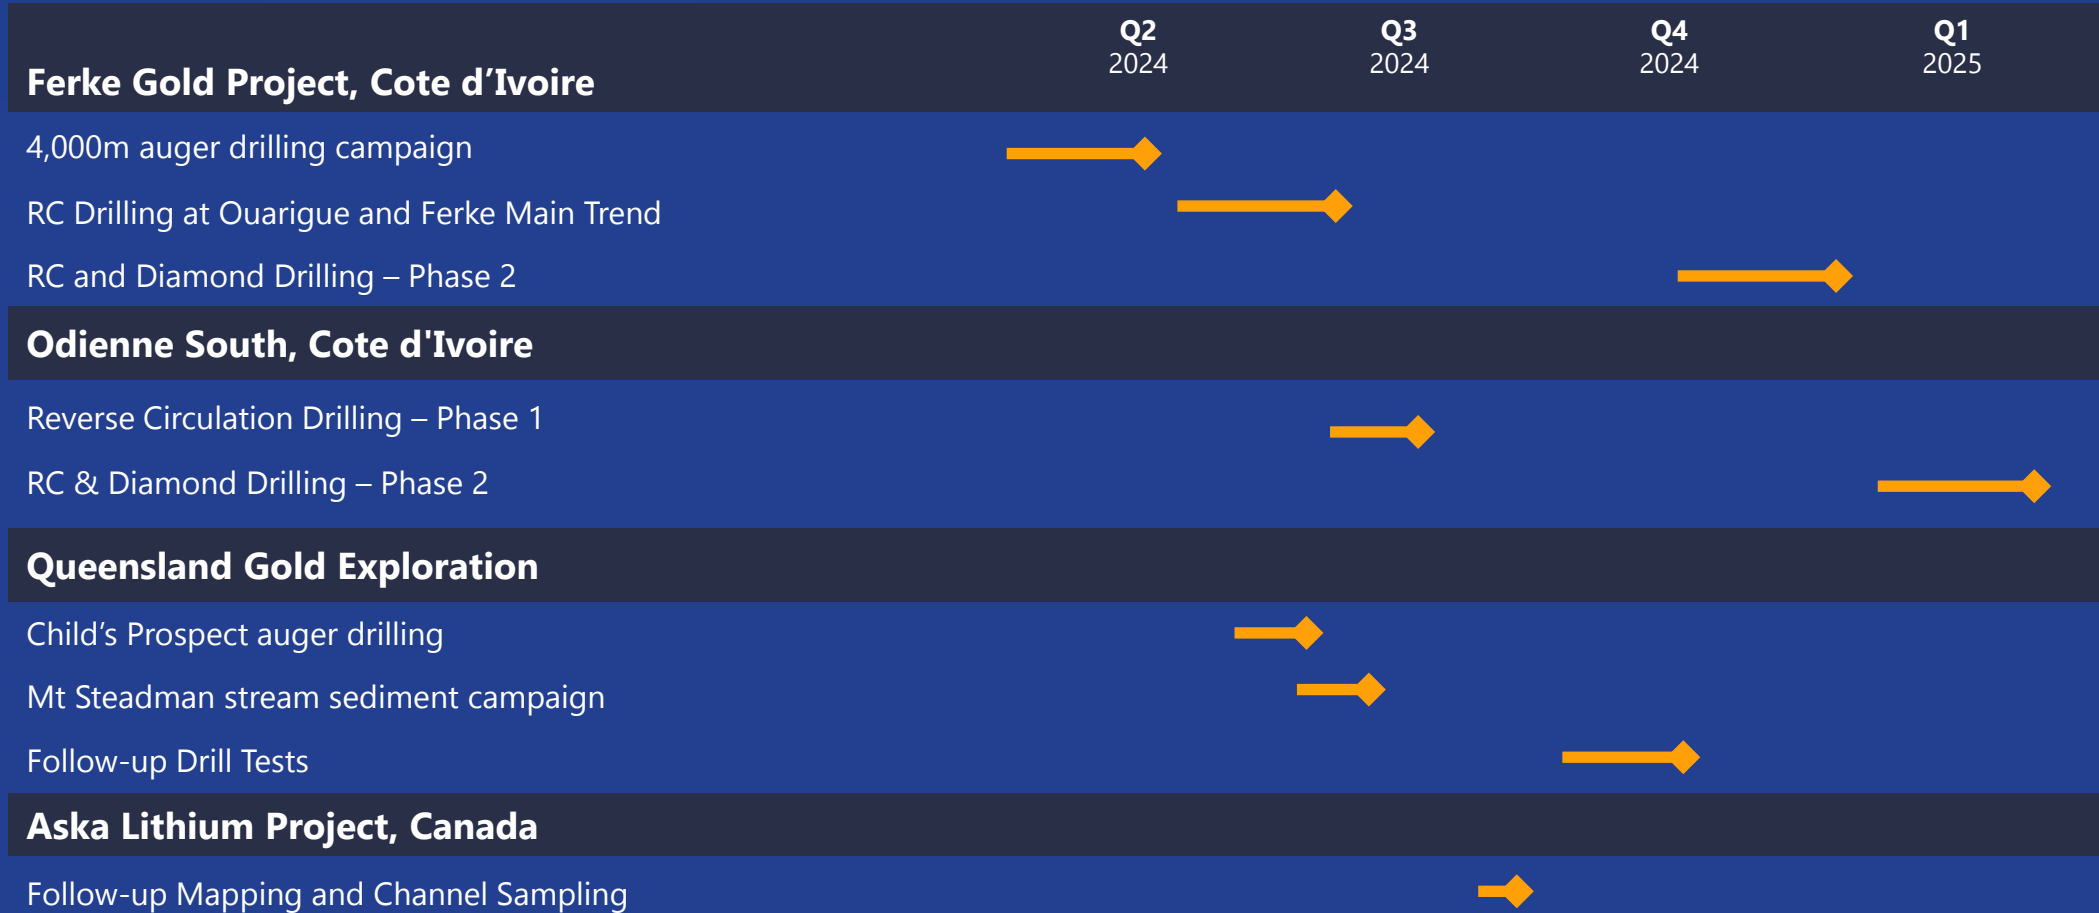 Q2 Q3 Q4 Q1
2024 2024 2024 2025
Ferke Gold Project, Cote d’Ivoire
4,000m auger drilling campaign
RC Drilling at Ouarigue and Ferke Main Trend
RC and Diamond Drilling – Phase 2
Odienne South, Cote d'Ivoire
Reverse Circulation Drilling – Phase 1
RC & Diamond Drilling – Phase 2
Queensland Gold Exploration
Child’s Prospect auger drilling
Mt Steadman stream sediment campaign
Follow-up Drill Tests
Aska Lithium Project, Canada
Follow-up Mapping and Channel Sampling